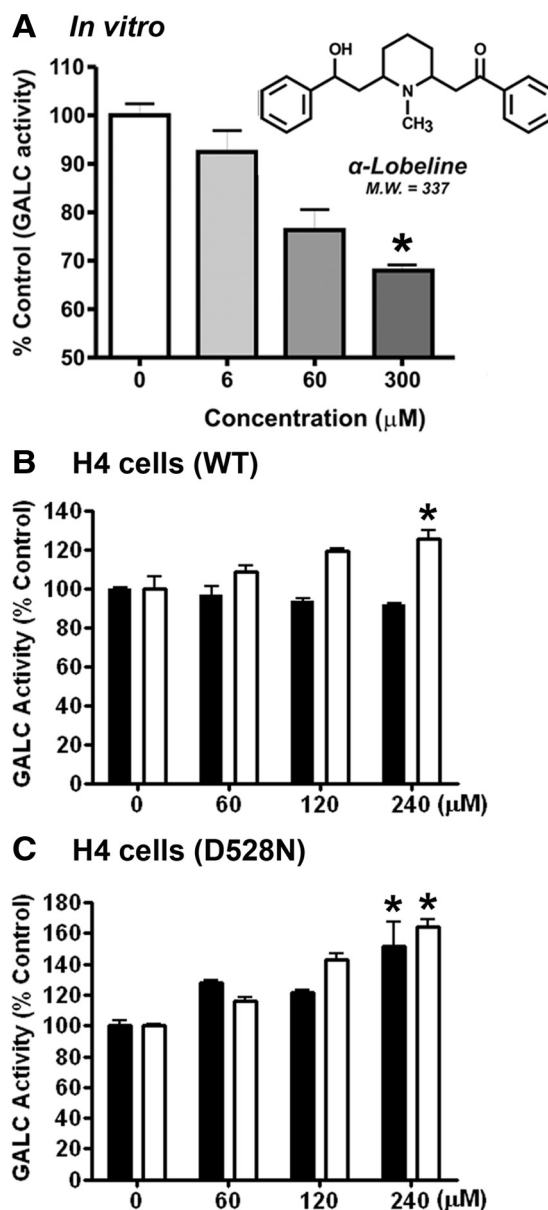 A In vitro
% Control (GALC activity)
110
100
90
80
70
60
50
OH
N
CH3
O
α-Lobeline
M.W. = 337
*
0 6 60 300
Concentration (μM)
B H4 cells (WT)
GALC Activity (% Control)
140
120
100
80
60
40
20
0
*
0 60 120 240 (μM)
C H4 cells (D528N)
GALC Activity (% Control)
180
160
140
120
100
80
60
40
20
0
* *
0 60 120 240 (μM)